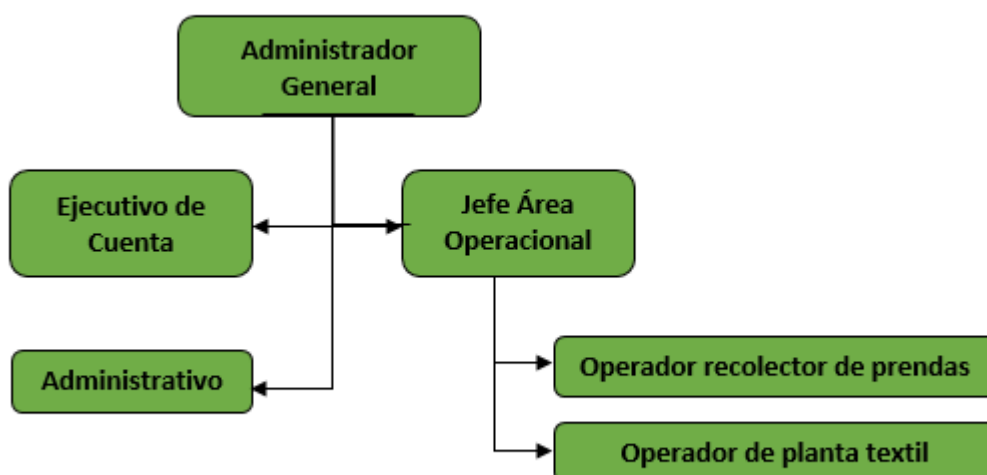 Administrador
General
Ejecutivo de
Cuenta
Jefe Área
Operacional
Administrativo
Operador recolector de prendas
Operador de planta textil